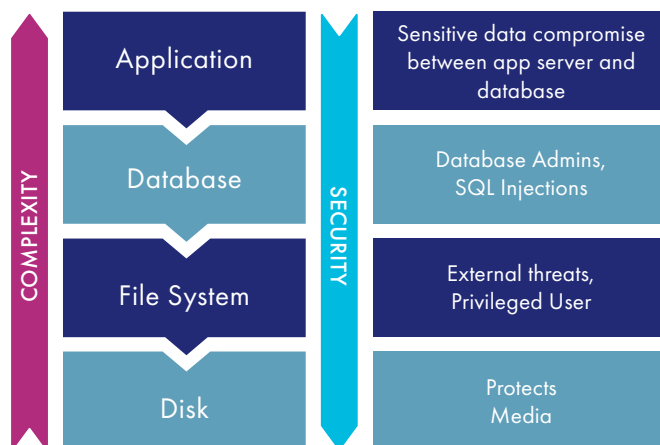 COMPLEXITY
Application
Database
File System
Disk
SECURITY
Sensitive data compromise
between app server and
database
Database Admins,
SQL Injections
External threats,
Privileged User
Protects
Media